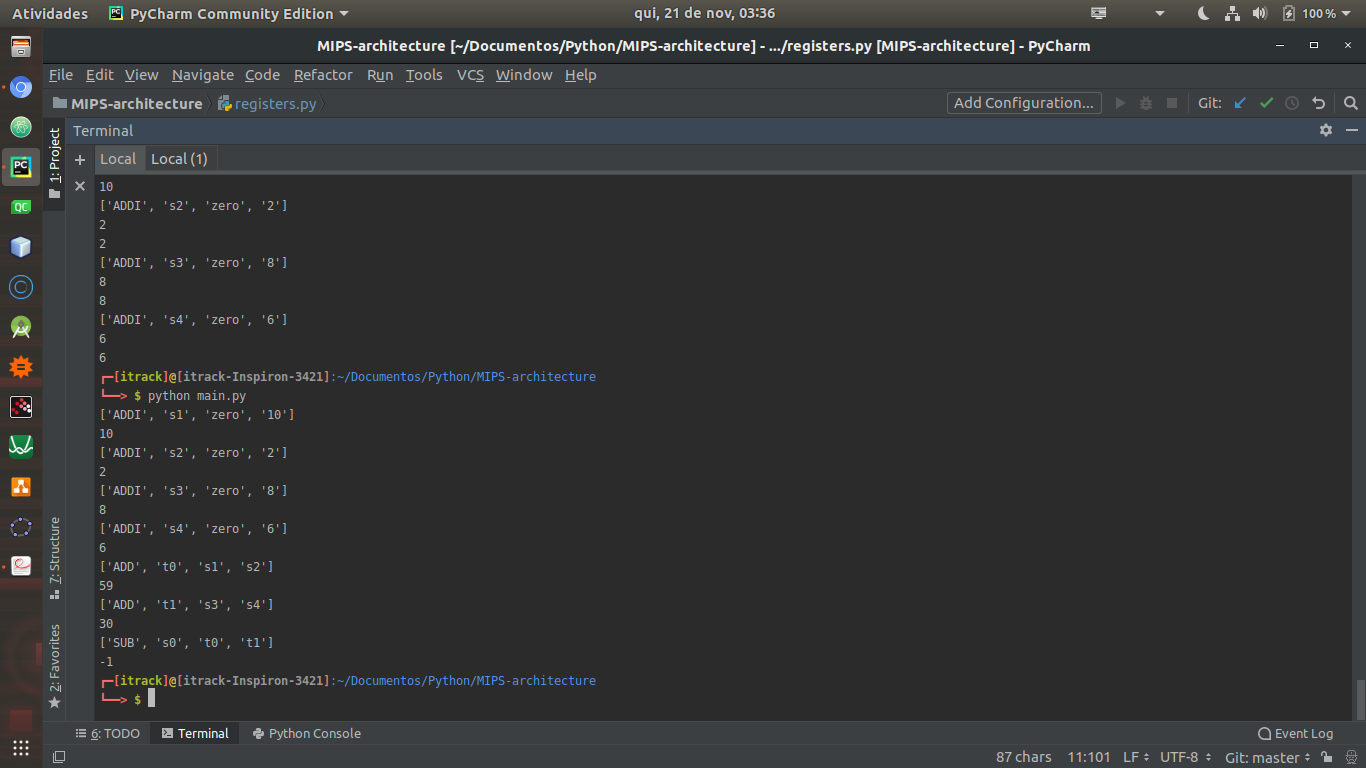 Atividades PyCharm Community Edition qui, 21 de nov, 03:36 100 %
MIPS-architecture [~/Documentos/Python/MIPS-architecture] - .../registers.py [MIPS-architecture] - PyCharm
File Edit View Navigate Code Refactor Run Tools VCS Window Help
MIPS-architecture registers.py Add Configuration... Git:
Terminal
Local Local (1)
1: Project
7: Structure
2: Favorites
PC
QC
10
['ADDI', 's2', 'zero', '2']
2
2
['ADDI', 's3', 'zero', '8']
8
8
['ADDI', 's4', 'zero', '6']
6
6
┌─[itrack]@[itrack-Inspiron-3421]:~/Documentos/Python/MIPS-architecture
└──> $ python main.py
['ADDI', 's1', 'zero', '10']
10
['ADDI', 's2', 'zero', '2']
2
['ADDI', 's3', 'zero', '8']
8
['ADDI', 's4', 'zero', '6']
6
['ADD', 't0', 's1', 's2']
59
['ADD', 't1', 's3', 's4']
30
['SUB', 's0', 't0', 't1']
-1
┌─[itrack]@[itrack-Inspiron-3421]:~/Documentos/Python/MIPS-architecture
└──> $
6: TODO Terminal Python Console Event Log
87 chars 11:101 LF UTF-8 Git: master